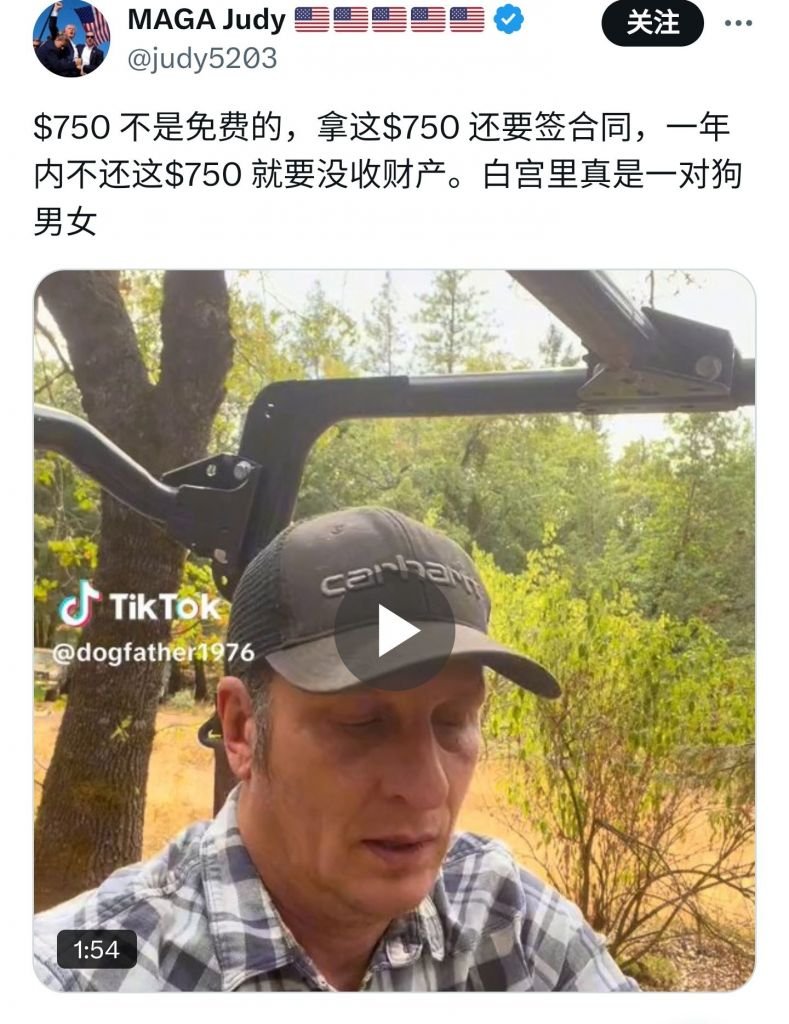 MAGA Judy 🇺🇸🇺🇸🇺🇸🇺🇸🇺🇸
关注
@judy5203
$750 不是免费的，拿这$750 还要签合同，一年
内不还这$750 就要没收财产。白宫里真是一对狗
男女
carhartt
TikTok
@dogfather1976
1:54